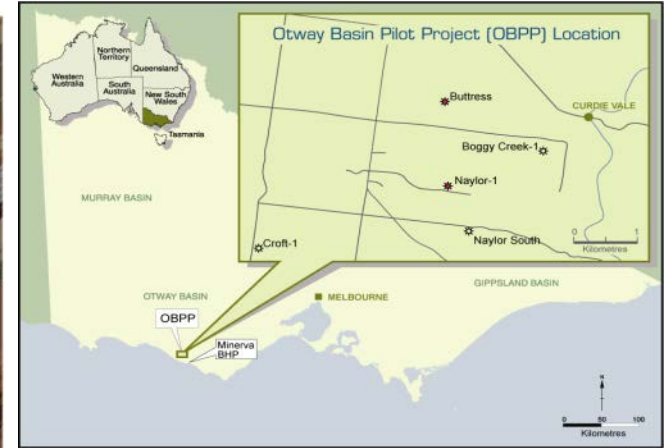 Otway Basin Pilot Project (OBPP) Location
Northern
Territory
Queensland
Western
Australia
South
Australia
New South
Wales
Tasmania
Buttress
CURDIE VALE
Boggy Creek-1
Naylor-1
Croft-1
Naylor South
0 1
Kilometres
MURRAY BASIN
OTWAY BASIN
MELBOURNE
GIPPSLAND BASIN
OBPP
Minerva
BHP
0 50 100
Kilometres